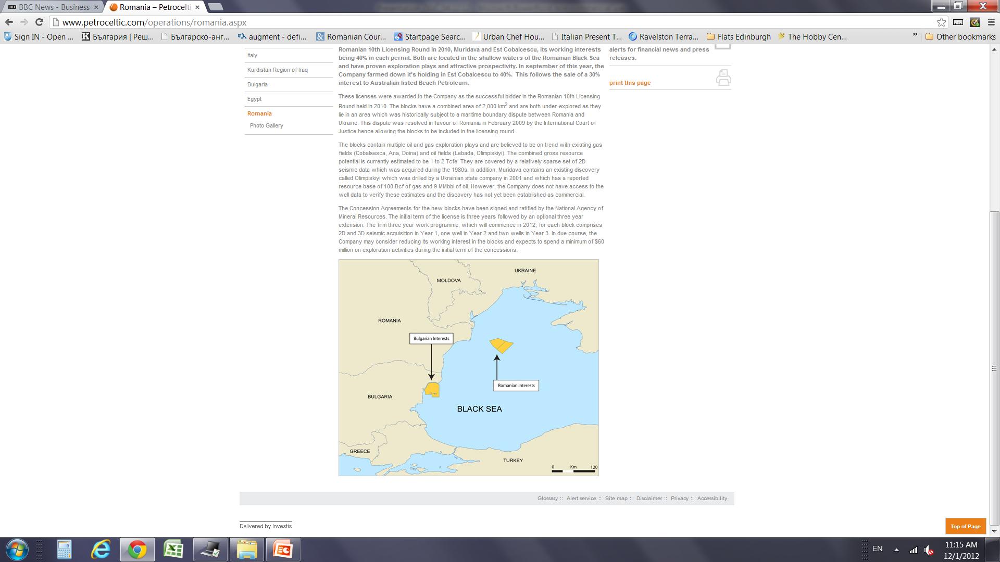 BBC News - Business
Romania – Petrocelti
www.petroceltic.com/operations/romania.aspx
Sign IN - Open ...
България | Реш...
Българско-анг...
augment - defi...
Romanian Cour...
Startpage Searc...
Urban Chef Hou...
Italian Present T...
Ravelston Terra...
Flats Edinburgh
The Hobby Cen...
»
Other bookmarks
Italy
Kurdistan Region of Iraq
Bulgaria
Egypt
Romania
Photo Gallery
Romanian 10th Licensing Round in 2010, Muridava and Est Cobalcescu, its working interests
being 40% in each permit. Both are located in the shallow waters of the Romanian Black Sea
and have proven exploration plays and attractive prospectivity. In september of this year, the
Company farmed down it's holding in Est Cobalcescu to 40%.  This follows the sale of a 30%
interest to Australian listed Beach Petroleum.
These licenses were awarded to the Company as the successful bidder in the Romanian 10th Licensing
Round held in 2010. The blocks have a combined area of 2,000 km2 and are both under-explored as they
lie in an area which was historically subject to a maritime boundary dispute between Romania and
Ukraine. This dispute was resolved in favour of Romania in February 2009 by the International Court of
Justice hence allowing the blocks to be included in the licensing round.
The blocks contain multiple oil and gas exploration plays and are believed to be on trend with existing gas
fields (Cobalsesca, Ana, Doina) and oil fields (Lebada, Olimpiskiyi). The combined gross resource
potential is currently estimated to be 1 to 2 Tcfe. They are covered by a relatively sparse set of 2D
seismic data which was acquired during the 1980s. In addition, Muridava contains an existing discovery
called Olimpiskiyi which was drilled by a Ukrainian state company in 2001 and which has a reported
resource base of 100 Bcf of gas and 9 MMbbl of oil. However, the Company does not have access to the
well data to verify these estimates and the discovery has not yet been established as commercial.
The Concession Agreements for the new blocks have been signed and ratified by the National Agency of
Mineral Resources. The initial term of the license is three years followed by an optional three year
extension. The firm three year work programme, which will commence in 2012, for each block comprises
2D and 3D seismic acquisition in Year 1, one well in Year 2 and two wells in Year 3. In due course, the
Company may consider reducing its working interest in the blocks and expects to spend a minimum of $60
million on exploration activities during the initial term of the concessions.
alerts for financial news and press
releases.
print this page
UKRAINE
MOLDOVA
ROMANIA
Bulgarian Interests
Romanian Interests
BULGARIA
BLACK SEA
GREECE
TURKEY
0 Km 120
Glossary :: Alert service :: Site map :: Disclaimer :: Privacy :: Accessibility
Delivered by Investis
Top of Page
EN
11:15 AM
12/1/2012